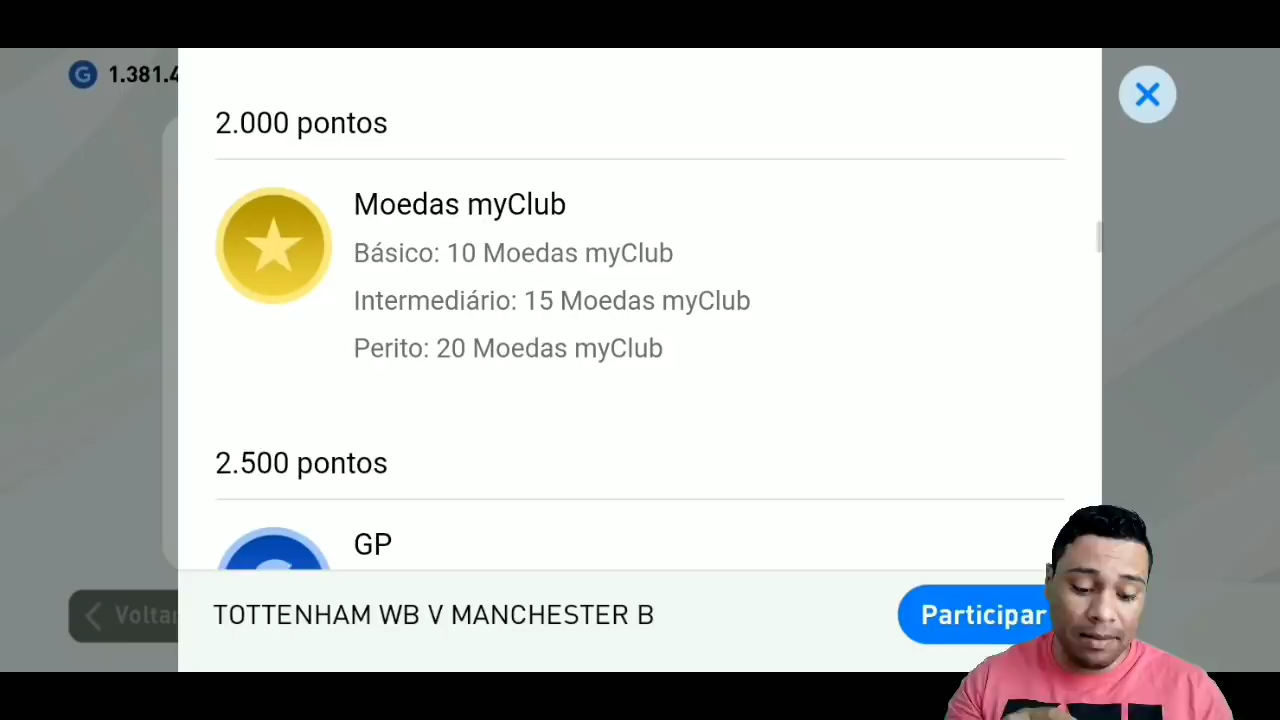 1.381.4
2.000 pontos
Moedas myClub
Básico: 10 Moedas myClub
Intermediário: 15 Moedas myClub
Perito: 20 Moedas myClub
2.500 pontos
GP
Voltar
TOTTENHAM WB V MANCHESTER B
Participar